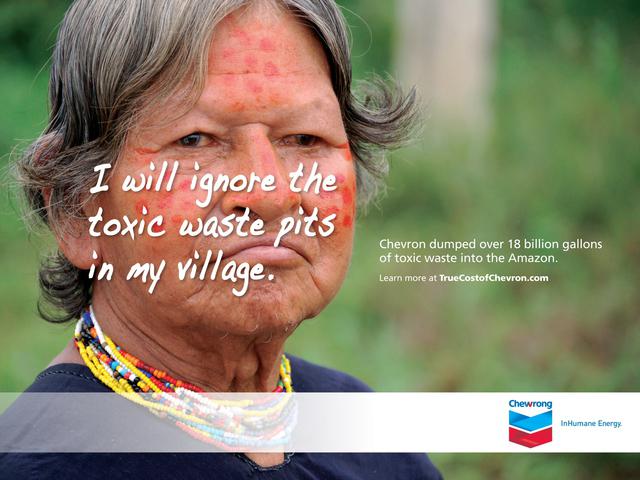 I will ignore the
toxic waste pits
in my village.
Chevron dumped over 18 billion gallons
of toxic waste into the Amazon.
Learn more at TrueCostofChevron.com
Chewrong
InHumane Energy.